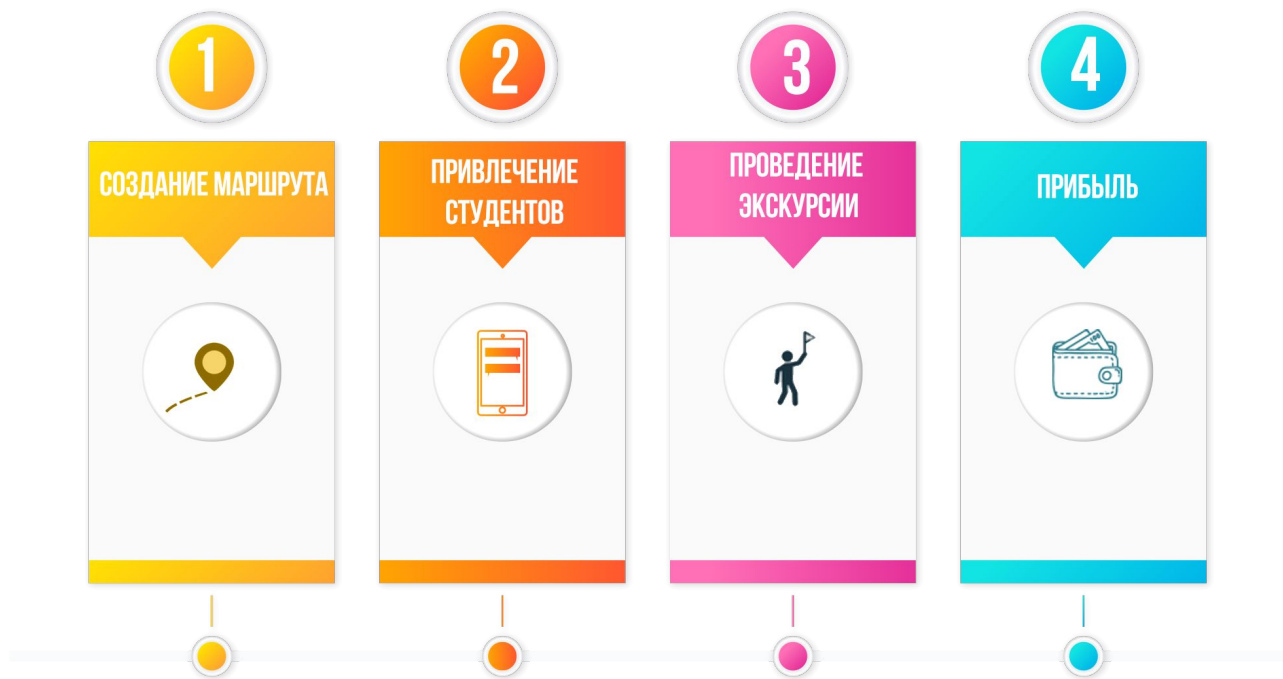 1
СОЗДАНИЕ МАРШРУТА
2
ПРИВЛЕЧЕНИЕ
СТУДЕНТОВ
3
ПРОВЕДЕНИЕ
ЭКСКУРСИИ
4
ПРИБЫЛЬ